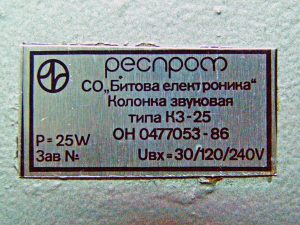 респром
СО„Битова електроника“
Колонка звуковая
типа КЗ-25
ОН 0477053-86
P=25W
Зав № Uвх=30/120/240V